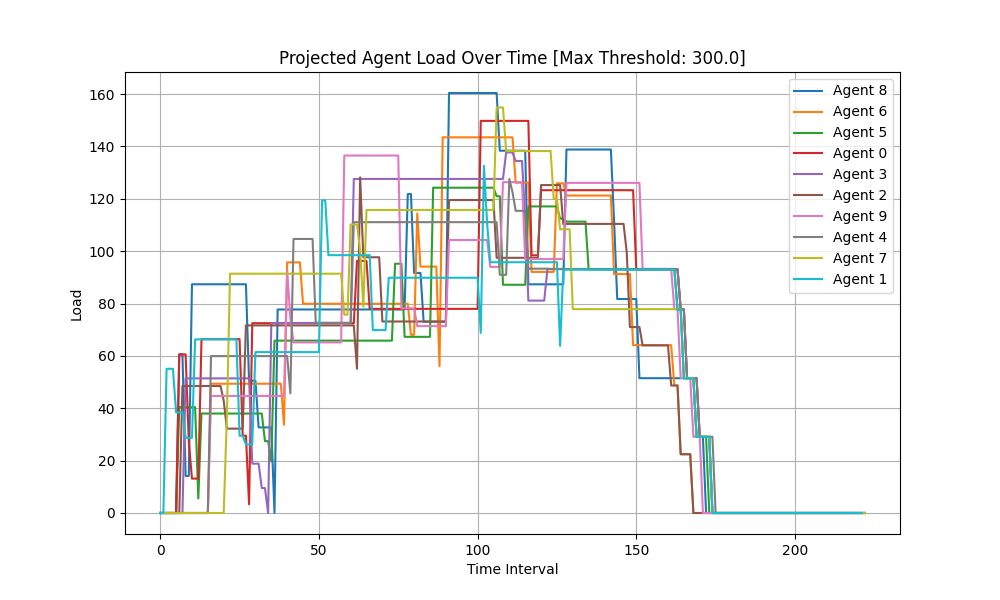 Projected Agent Load Over Time [Max Threshold: 300.0]
Load
160
140
120
100
80
60
40
20
0
0 50 100 150 200
Time Interval
Agent 8
Agent 6
Agent 5
Agent 0
Agent 3
Agent 2
Agent 9
Agent 4
Agent 7
Agent 1